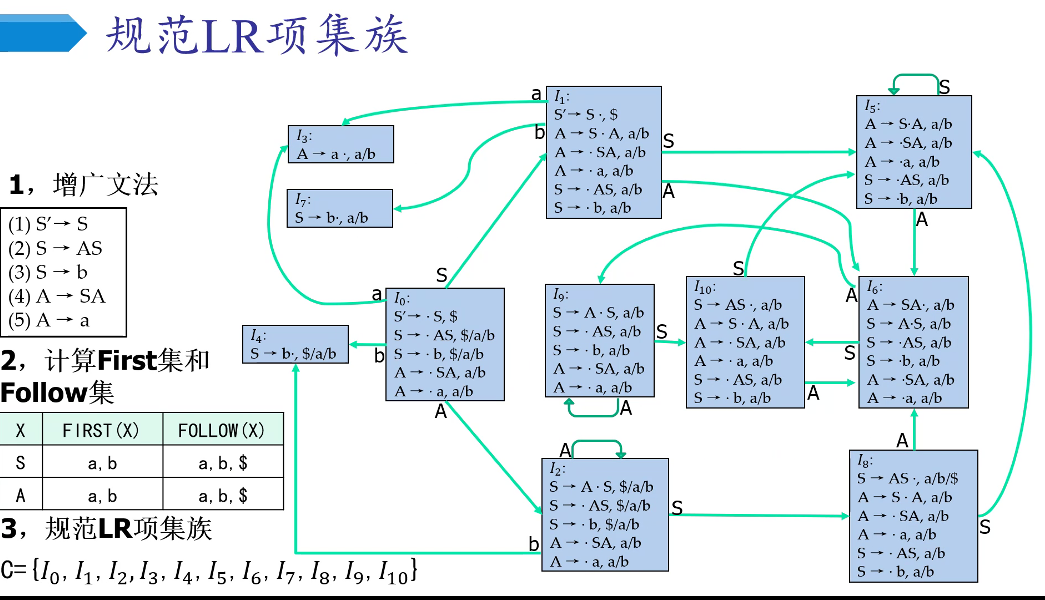 规范LR项集族
1，增广文法
(1) S′→ S
(2) S → AS
(3) S → b
(4) A → SA
(5) A → a
2，计算First集和
Follow集
X FIRST(X) FOLLOW(X)
S a,b a,b,$
A a,b a,b,$
3，规范LR项集族
C={I₀, I₁, I₂, I₃, I₄, I₅, I₆, I₇, I₈, I₉, I₁₀}
I₃:
A → a ·, a/b
I₇:
S → b·, a/b
I₄:
S → b·, $/a/b
I₀:
S′→ · S, $
S → · AS, $/a/b
S → · b, $/a/b
A → · SA, a/b
A → · a, a/b
a
b
S
A
I₁:
S′→ S ·, $
A → S · A, a/b
A → · SA, a/b
A → · a, a/b
S → · AS, a/b
S → · b, a/b
a
b
S
A
I₉:
S → A · S, a/b
S → · AS, a/b
S → · b, a/b
A → · SA, a/b
A → · a, a/b
S
A
I₂:
S → A · S, $/a/b
S → · AS, $/a/b
S → · b, $/a/b
A → · SA, a/b
A → · a, a/b
A
b
S
I₁₀:
S → AS ·, a/b
A → S · A, a/b
A → · SA, a/b
A → · a, a/b
S → · AS, a/b
S → · b, a/b
S
A
I₅:
A → S·A, a/b
A → ·SA, a/b
A → ·a, a/b
S → ·AS, a/b
S → ·b, a/b
S
A
I₆:
A → SA·, a/b
S → A·S, a/b
S → ·AS, a/b
S → ·b, a/b
A → ·SA, a/b
A → ·a, a/b
A
S
I₈:
S → AS ·, a/b/$
A → S · A, a/b
A → · SA, a/b
A → · a, a/b
S → · AS, a/b
S → · b, a/b
A
S